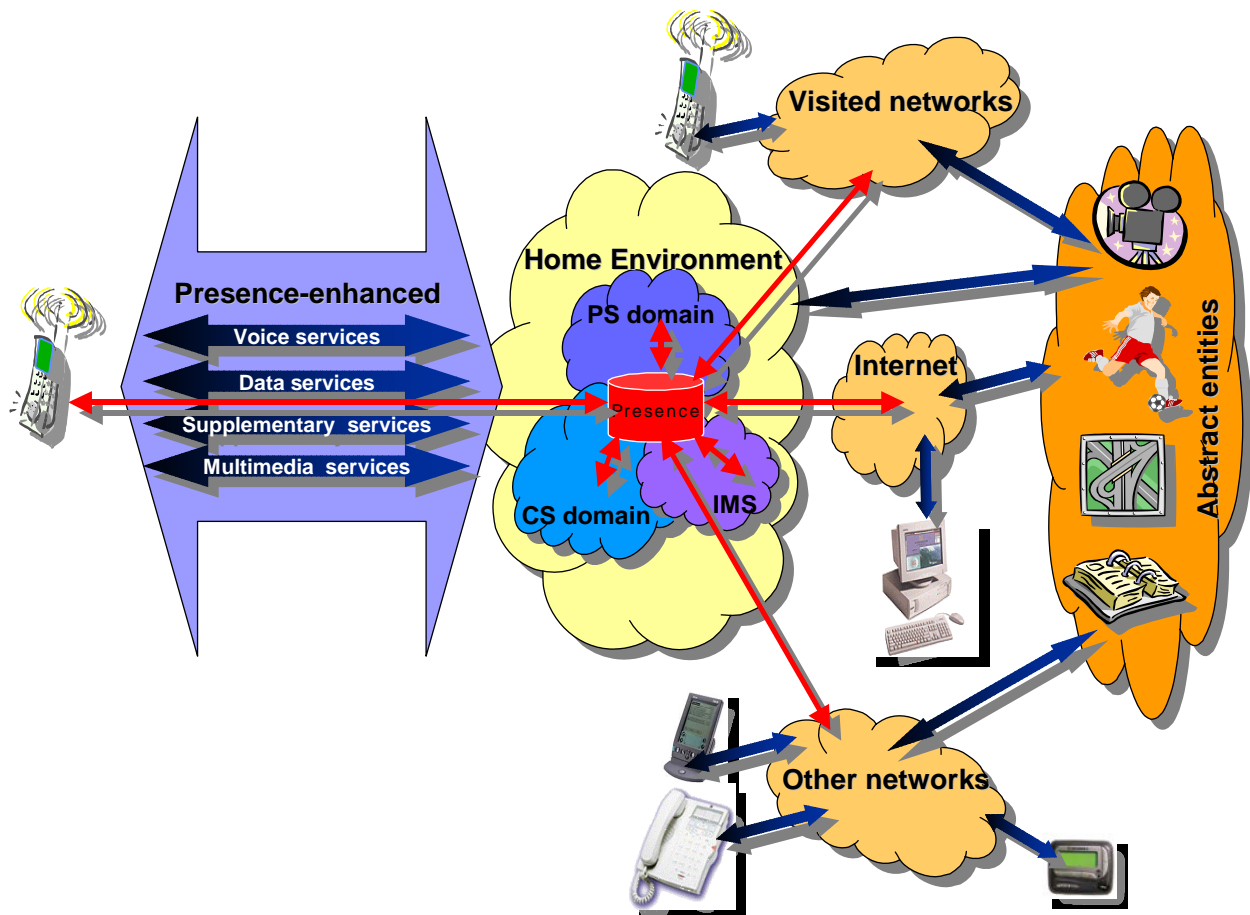 Visited networks
Home Environment
Presence-enhanced
PS domain
Voice services
Internet
Data services
Presence
Supplementary services
Multimedia services
CS domain
IMS
Abstract entities
Other networks